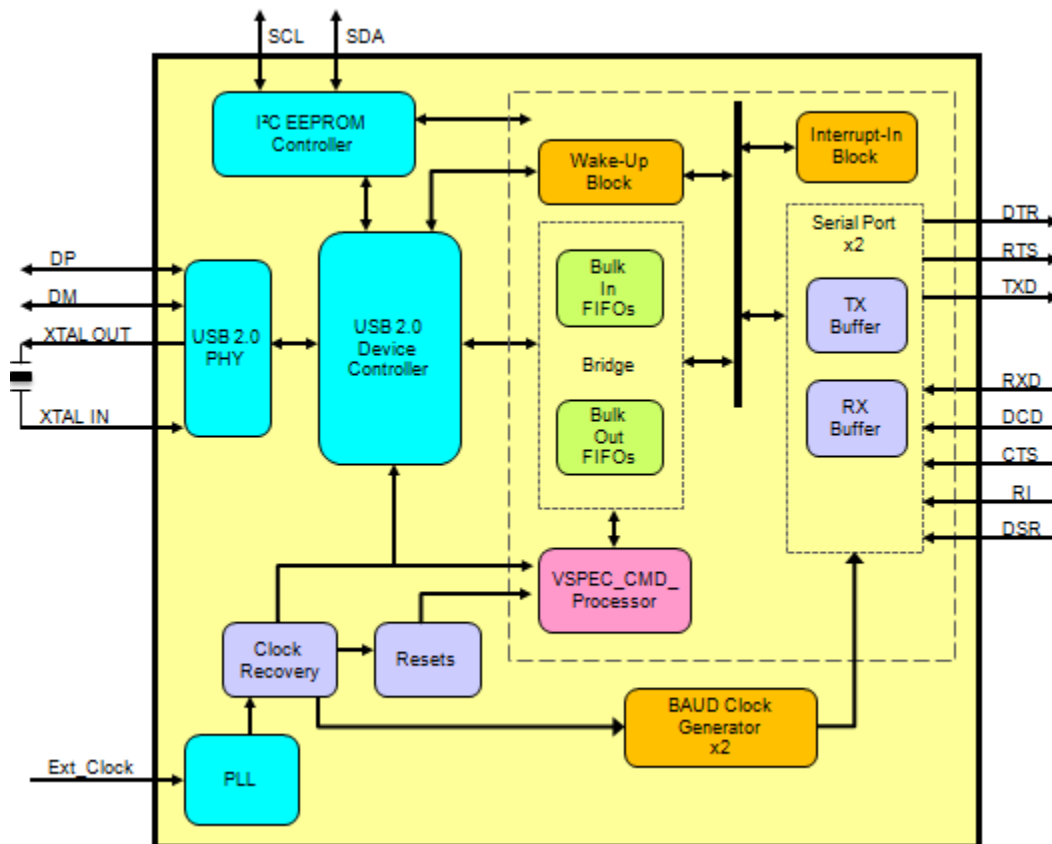 SCL
SDA
I²C EEPROM
Controller
Wake-Up
Block
Interrupt-In
Block
Serial Port
x2
DTR
RTS
TXD
DP
DM
XTAL OUT
XTAL IN
USB 2.0
PHY
USB 2.0
Device
Controller
Bulk
In
FIFOs
Bridge
Bulk
Out
FIFOs
TX
Buffer
RX
Buffer
RXD
DCD
CTS
RI
DSR
VSPEC_CMD_
Processor
Clock
Recovery
Resets
BAUD Clock
Generator
x2
Ext_Clock
PLL